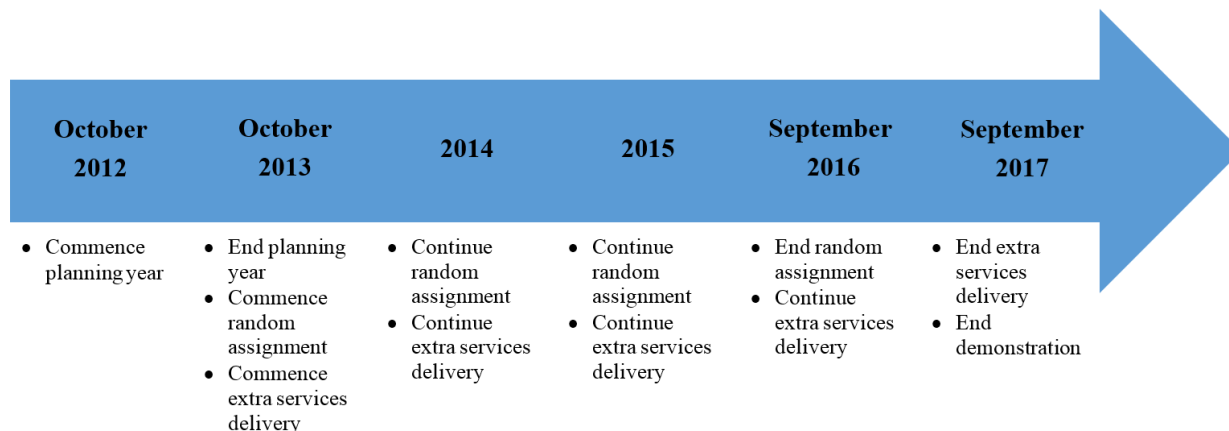 October
2012
October
2013
2014
2015
September
2016
September
2017
• Commence
planning year
• End planning
year
• Commence
random
assignment
• Commence
extra services
delivery
• Continue
random
assignment
• Continue
extra services
delivery
• Continue
random
assignment
• Continue
extra services
delivery
• End random
assignment
• Continue
extra services
delivery
• End extra
services
delivery
• End
demonstration